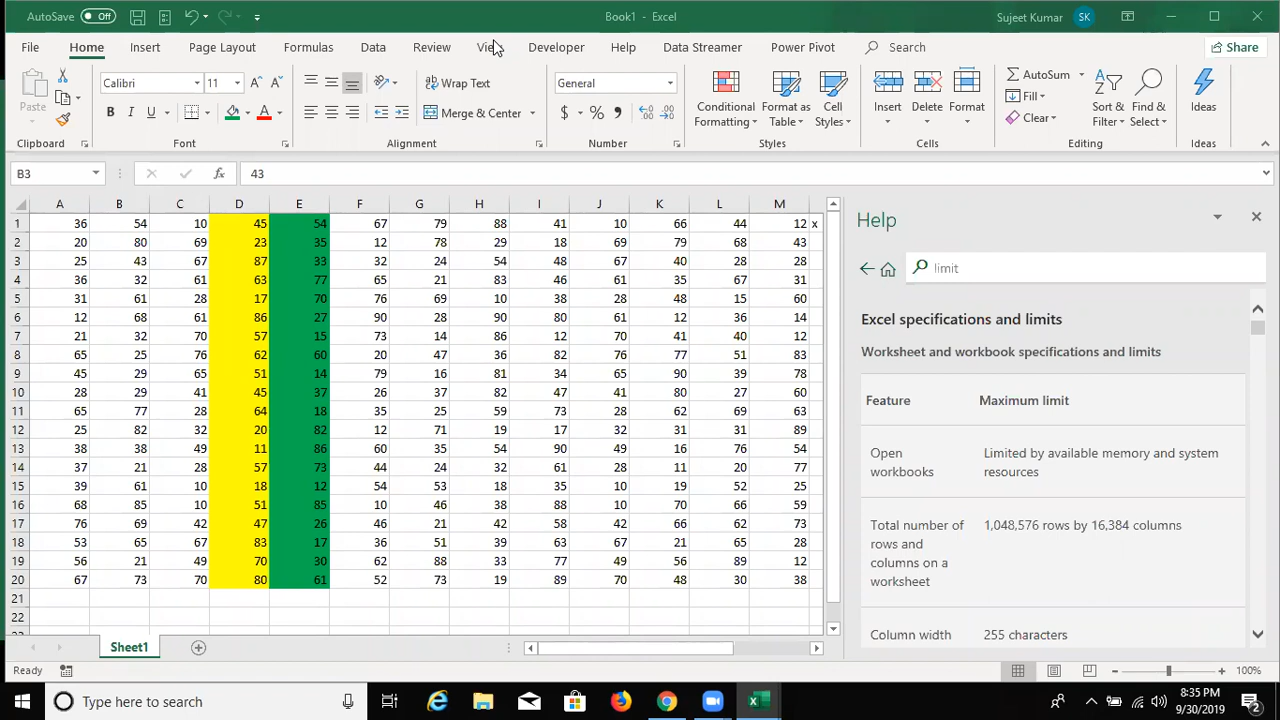 AutoSave Off Book1 - Excel Sujeet Kumar SK
File Home Insert Page Layout Formulas Data Review View Developer Help Data Streamer Power Pivot Search Share
Paste Calibri 11 Wrap Text General Conditional Formatting Format as Table Cell Styles Insert Delete Format AutoSum Sort & Filter Find & Select Ideas
B I U Merge & Center $ % , Fill Clear
Clipboard Font Alignment Number Styles Cells Editing Ideas
B3 fx 43
A B C D E F G H I J K L M
1 36 54 10 45 54 67 79 88 41 10 66 44 12 x
2 20 80 69 23 35 12 78 29 18 69 79 68 43
3 25 43 67 87 33 32 24 54 48 67 40 28 28
4 36 32 61 63 77 65 21 83 46 61 35 67 31
5 31 61 28 17 70 76 69 10 38 28 48 15 60
6 12 68 61 86 27 90 28 90 80 61 12 36 14
7 21 32 70 57 15 73 14 86 12 70 41 40 12
8 65 25 76 62 60 20 47 36 82 76 77 51 83
9 45 29 65 51 14 79 16 81 34 65 90 39 78
10 28 29 41 45 37 26 37 82 47 41 80 27 60
11 65 77 28 64 18 35 25 59 73 28 62 69 63
12 25 82 32 20 82 12 71 19 17 32 31 31 89
13 38 38 49 11 86 60 35 54 90 49 16 76 54
14 37 21 28 57 73 44 24 32 61 28 11 20 77
15 39 61 10 18 12 54 53 18 35 10 19 52 24
16 68 85 10 51 85 10 46 38 88 10 70 66 59
17 76 69 42 47 26 46 21 42 58 42 66 62 73
18 53 65 67 83 17 36 51 39 63 67 21 65 28
19 56 21 49 70 30 62 88 33 77 49 56 89 12
20 67 73 70 80 61 52 73 19 89 70 48 30 38
21
22
Help
limit
Excel specifications and limits
Worksheet and workbook specifications and limits
Feature Maximum limit
Open workbooks Limited by available memory and system resources
Total number of rows and columns on a worksheet 1,048,576 rows by 16,384 columns
Column width 255 characters
Sheet1
Ready 100%
Type here to search
8:35 PM
9/30/2019
2